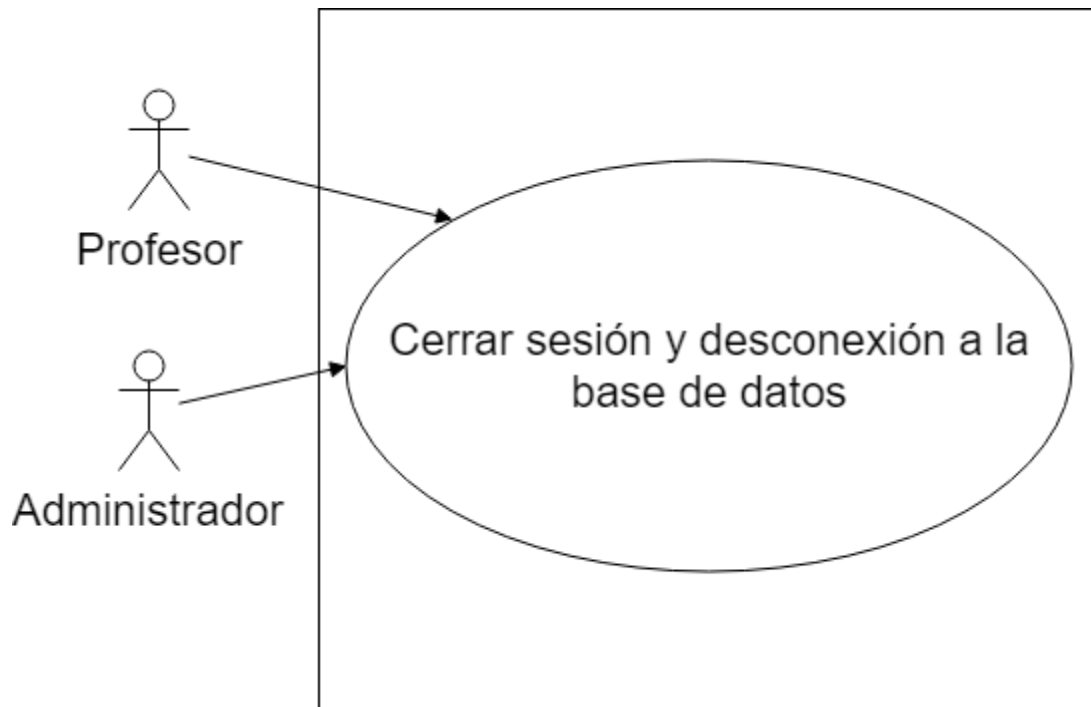 Profesor
Cerrar sesión y desconexión a la
base de datos
Administrador